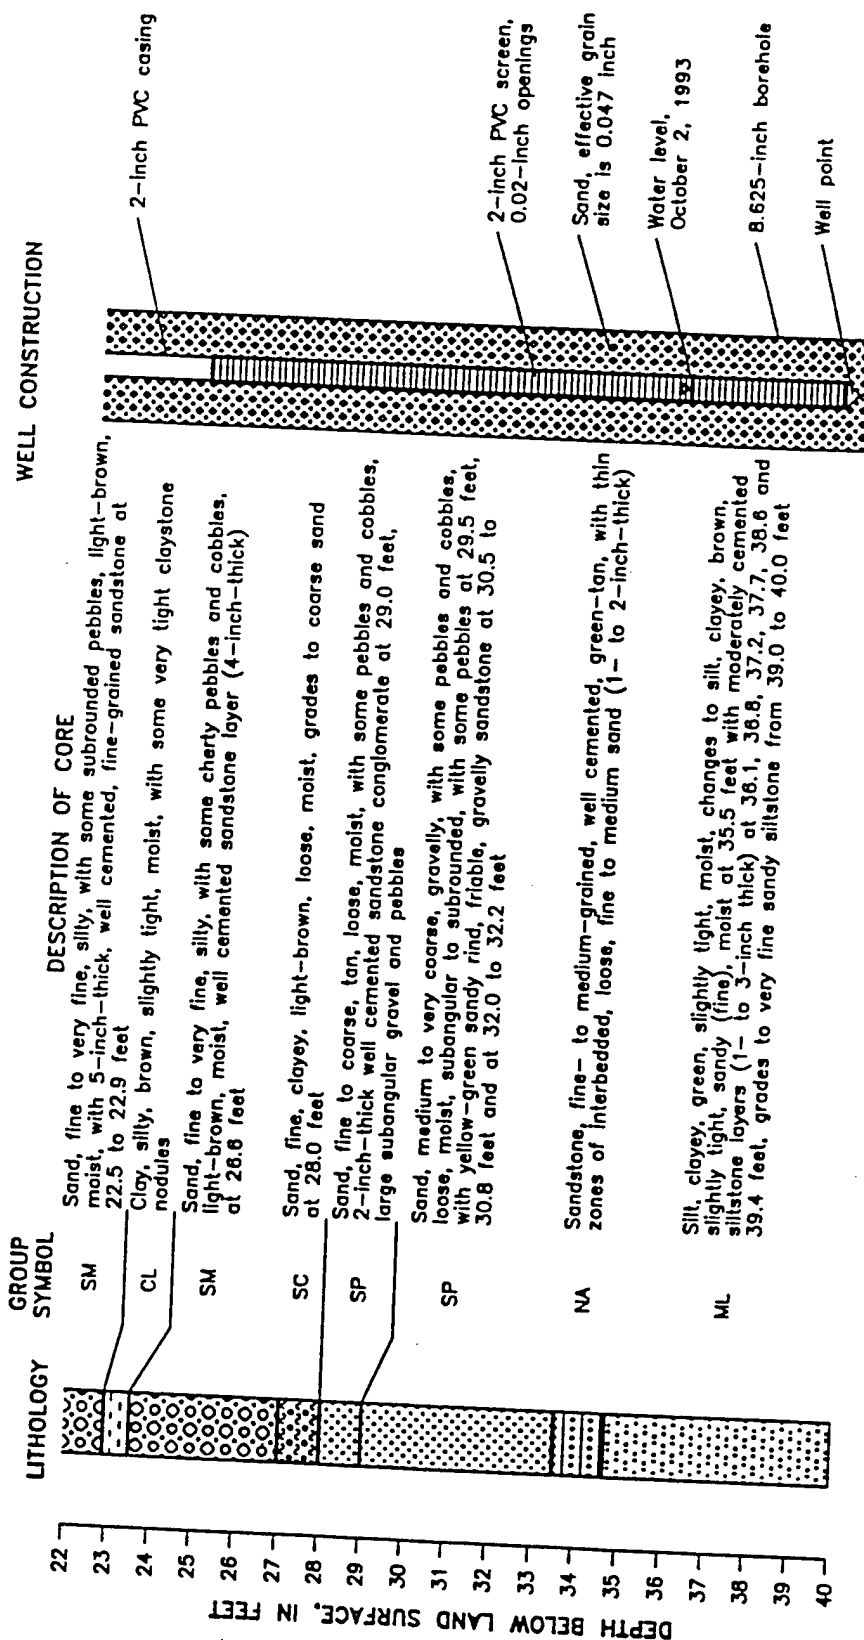 LITHOLOGY
GROUP
SYMBOL
DESCRIPTION OF CORE
WELL CONSTRUCTION
DEPTH BELOW LAND SURFACE, IN FEET
22
23
24
25
26
27
28
29
30
31
32
33
34
35
36
37
38
39
40
SM
Sand, fine to very fine, silty, with some subrounded pebbles, light-brown,
moist, with 5-inch-thick, well cemented, fine-grained sandstone at
22.5 to 22.9 feet
CL
Clay, silty, brown, slightly tight, moist, with some very tight claystone
nodules
SM
Sand, fine to very fine, silty, with some cherty pebbles and cobbles,
light-brown, moist, well cemented sandstone layer (4-inch-thick)
at 26.6 feet
SC
Sand, fine, clayey, light-brown, loose, moist, grades to coarse sand
at 28.0 feet
SP
Sand, fine to coarse, tan, loose, moist, with some pebbles and cobbles,
2-inch-thick well cemented sandstone conglomerate at 29.0 feet,
large subangular gravel and pebbles
SP
Sand, medium to very coarse, gravelly, with some pebbles and cobbles,
loose, moist, subangular to subrounded, with some pebbles at 29.5 feet,
with yellow-green sandy rind, friable, gravelly sandstone at 30.5 to
30.8 feet and at 32.0 to 32.2 feet
NA
Sandstone, fine- to medium-grained, well cemented, green-tan, with thin
zones of interbedded, loose, fine to medium sand (1- to 2-inch-thick)
ML
Silt, clayey, green, slightly tight, moist, changes to silt, clayey, brown,
slightly tight, sandy (fine), moist at 35.5 feet with moderately cemented
siltstone layers (1- to 3-inch thick) at 36.1, 36.8, 37.2, 37.7, 38.6 and
39.4 feet, grades to very fine sandy siltstone from 39.0 to 40.0 feet
2-inch PVC casing
2-inch PVC screen,
0.02-inch openings
Sand, effective grain
size is 0.047 inch
Water level,
October 2, 1993
8.625-inch borehole
Well point